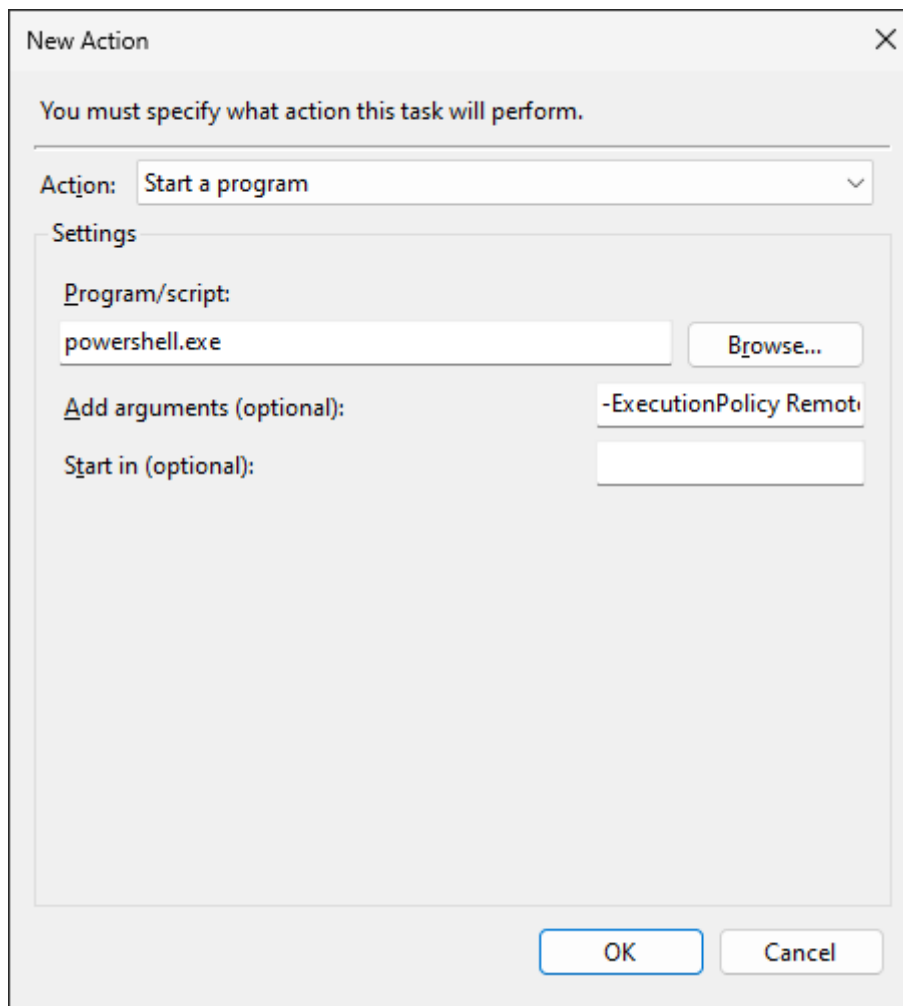 New Action
You must specify what action this task will perform.
Action: Start a program
Settings
Program/script:
powershell.exe Browse...
Add arguments (optional): -ExecutionPolicy Remot
Start in (optional):
OK Cancel